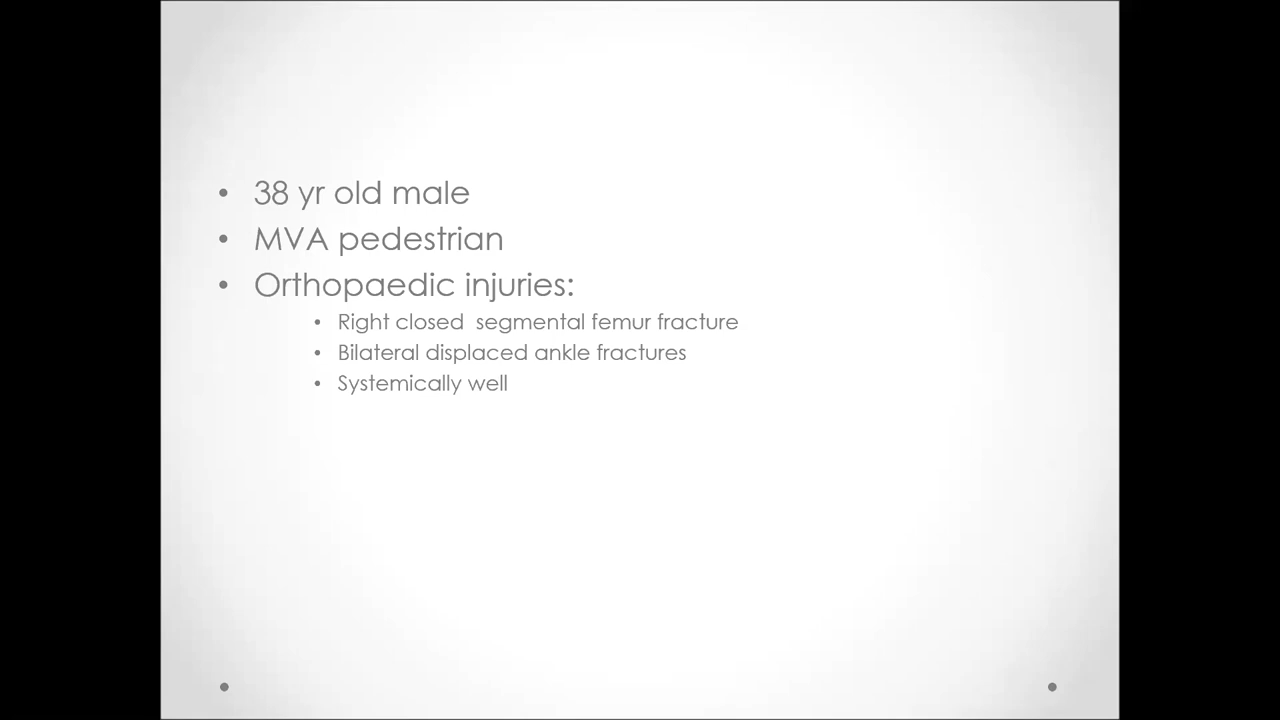 • 38 yr old male
• MVA pedestrian
• Orthopaedic injuries:
• Right closed  segmental femur fracture
• Bilateral displaced ankle fractures
• Systemically well